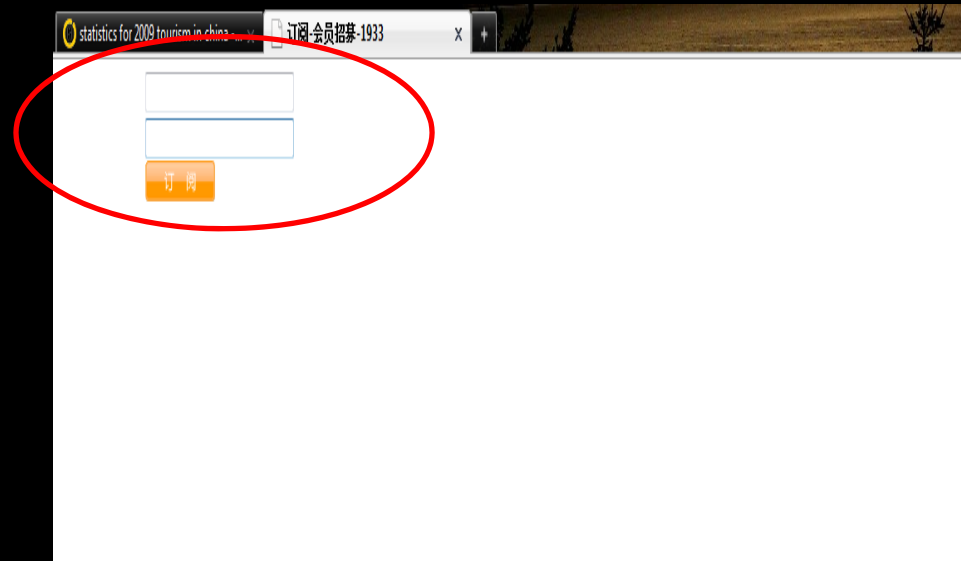 statistics for 2009 tourism in china - ...
订阅-会员招募-1933
订 阅